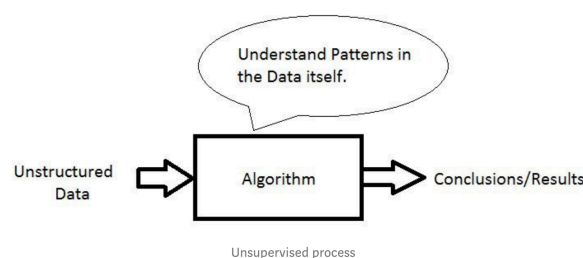 Understand Patterns in
the Data itself.
Unstructured
Data
Algorithm
Conclusions/Results
Unsupervised process